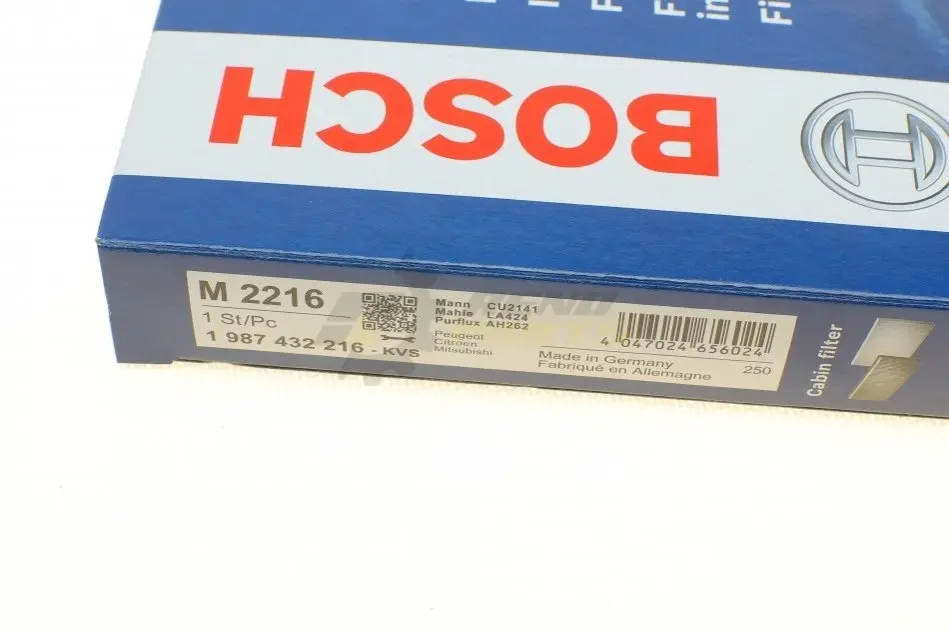 BOSCH
M 2216
1 St/Pc
1 987 432 216 - KVS
Mann CU2141
Mahle LA424
Purflux AH262
Peugeot
Citroen
Mitsubishi
4 047024 656024
Made in Germany
Fabriqué en Allemagne
250
Cabin filter